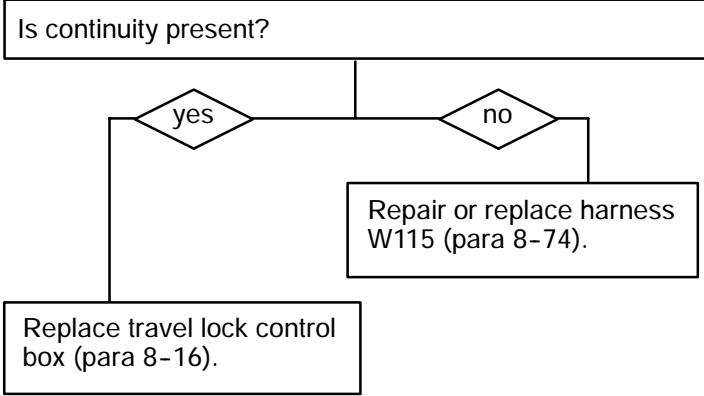 Is continuity present?
yes
no
Repair or replace harness
W115 (para 8-74).
Replace travel lock control
box (para 8-16).